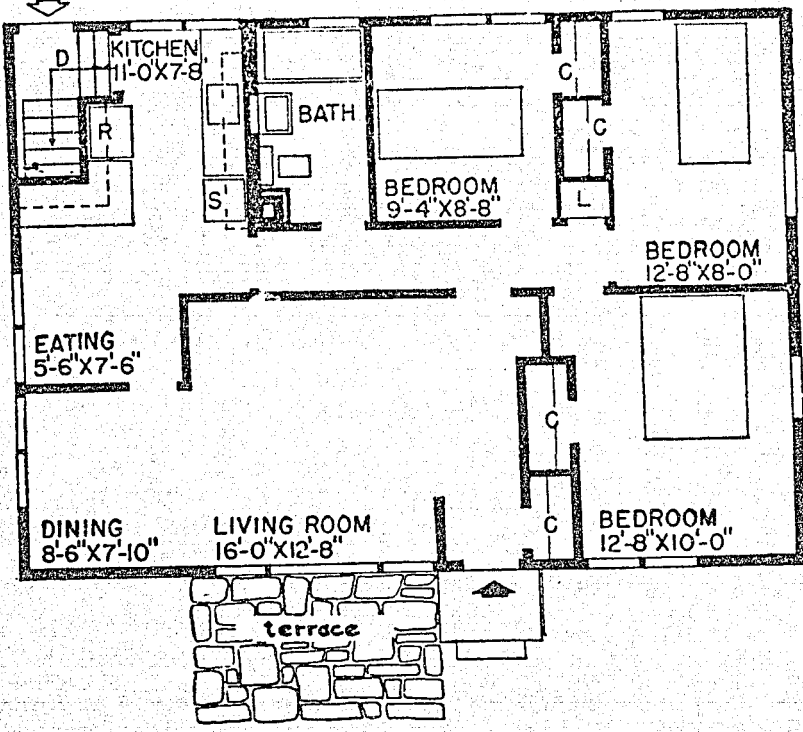 KITCHEN
11'-0"X7-8'
D
R
S
BATH
BEDROOM
9'-4"X8'-8"
C
C
L
BEDROOM
12'-8"X8'-0"
EATING
5'-6"X7'-6"
DINING
8'-6"X7'-10"
LIVING ROOM
16'-0"X12'-8"
C
C
BEDROOM
12'-8"X10'-0"
terrace